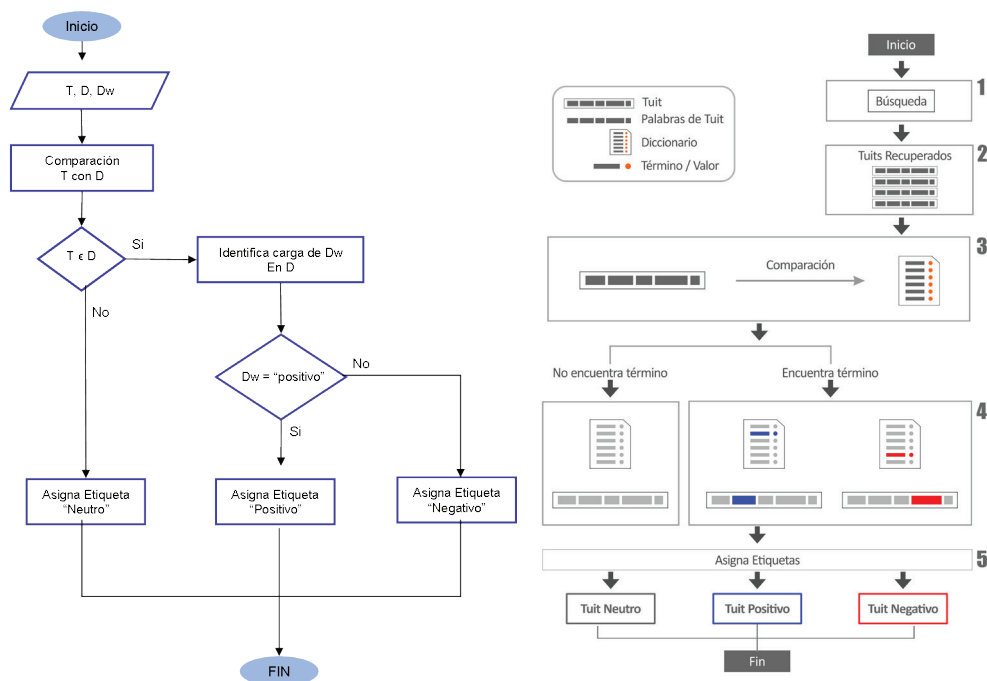 Inicio
T, D, Dw
Comparación
T con D
T ϵ D
Si
No
Identifica carga de Dw
En D
Dw = “positivo”
No
Si
Asigna Etiqueta
“Neutro”
Asigna Etiqueta
“Positivo”
Asigna Etiqueta
“Negativo”
FIN
Tuit
Palabras de Tuit
Diccionario
Término / Valor
Inicio
1
Búsqueda
2
Tuits Recuperados
3
Comparación
No encuentra término
Encuentra término
4
5
Asigna Etiquetas
Tuit Neutro
Tuit Positivo
Tuit Negativo
Fin